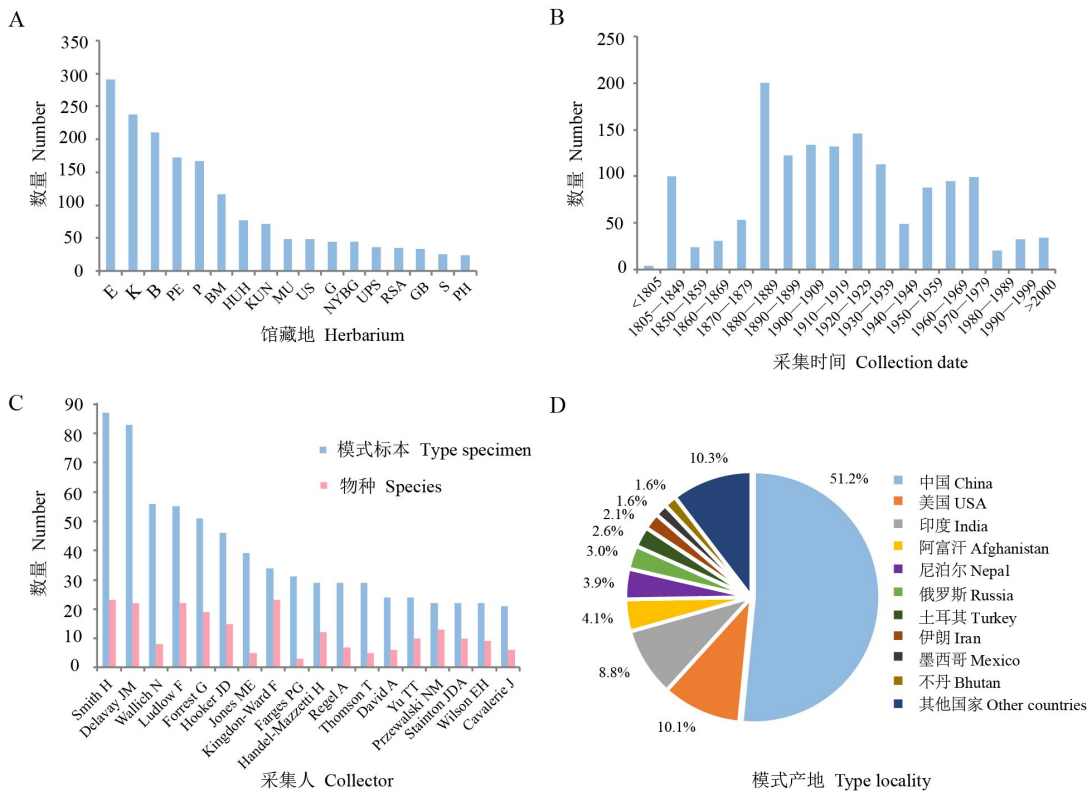 A
350
300
250
200
150
100
50
0
数量 Number
E
K
B
PE
P
BM
HUH
KUN
MU
US
G
NYBG
UPS
RSA
GB
S
PH
馆藏地 Herbarium
B
250
200
150
100
50
0
数量 Number
<1805
1805—1849
1850—1859
1860—1869
1870—1879
1880—1889
1890—1899
1900—1909
1910—1919
1920—1929
1930—1939
1940—1949
1950—1959
1960—1969
1970—1979
1980—1989
1990—1999
>2000
采集时间 Collection date
C
90
80
70
60
50
40
30
20
10
0
数量 Number
模式标本 Type specimen
物种 Species
Smith H
Delavay JM
Wallich N
Ludlow F
Forrest G
Hooker JD
Jones ME
Kingdon-Ward F
Farges PG
Handel-Mazzetti H
Regel A
Thomson T
David A
Yu TT
Przewalski NM
Stainton JDA
Wilson EH
Cavalerie J
采集人 Collector
D
10.3%
1.6%
1.6%
2.1%
2.6%
3.0%
3.9%
4.1%
8.8%
10.1%
51.2%
中国 China
美国 USA
印度 India
阿富汗 Afghanistan
尼泊尔 Nepal
俄罗斯 Russia
土耳其 Turkey
伊朗 Iran
墨西哥 Mexico
不丹 Bhutan
其他国家 Other countries
模式产地 Type locality